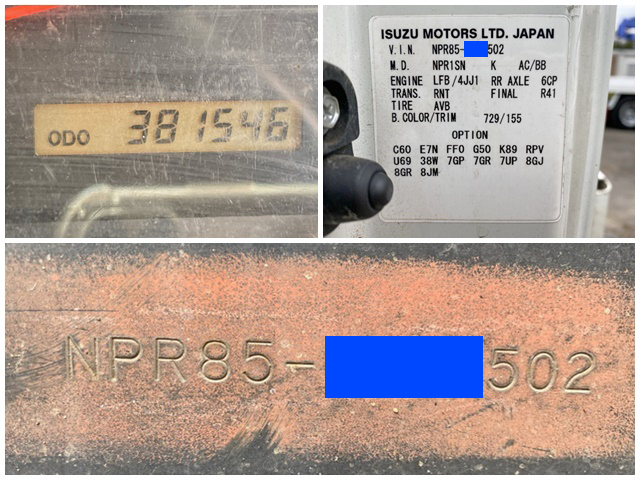 ODO 381546
ISUZU MOTORS LTD. JAPAN
V.I.N. NPR85- 502
M.D. NPR1SN K AC/BB
ENGINE LFB/4JJ1 RR AXLE 6CP
TRANS. RNT FINAL R41
TIRE AVB
B.COLOR/TRIM 729/155
OPTION
C60 E7N FF0 G50 K89 RPV
U69 38W 7GP 7GR 7UP 8GJ
8GR 8JM
NPR85- 502